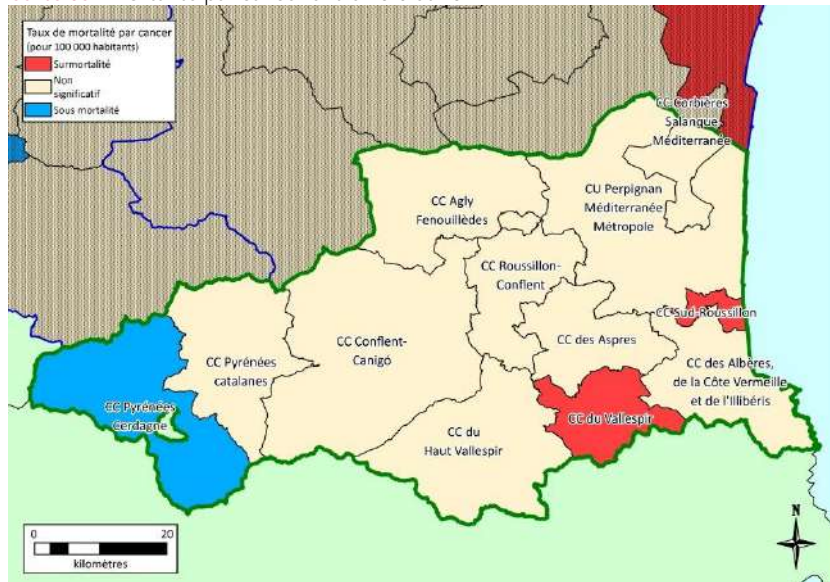 Taux de mortalité par cancer
(pour 100 000 habitants)
Surmortalité
Non
significatif
Sous mortalité
CC Corbières
Salanque
Méditerranée
CC Agly
Fenouillèdes
CU Perpignan
Méditerranée
Métropole
CC Roussillon-
Conflent
CC Sud-Roussillon
CC Conflent-
Canigó
CC des Aspres
CC Pyrénées
catalanes
CC des Albères,
de la Côte Vermeille
et de l'Illibéris
CC Pyrénées
Cerdagne
CC du Vallespir
CC du
Haut Vallespir
0 20
kilomètres
N